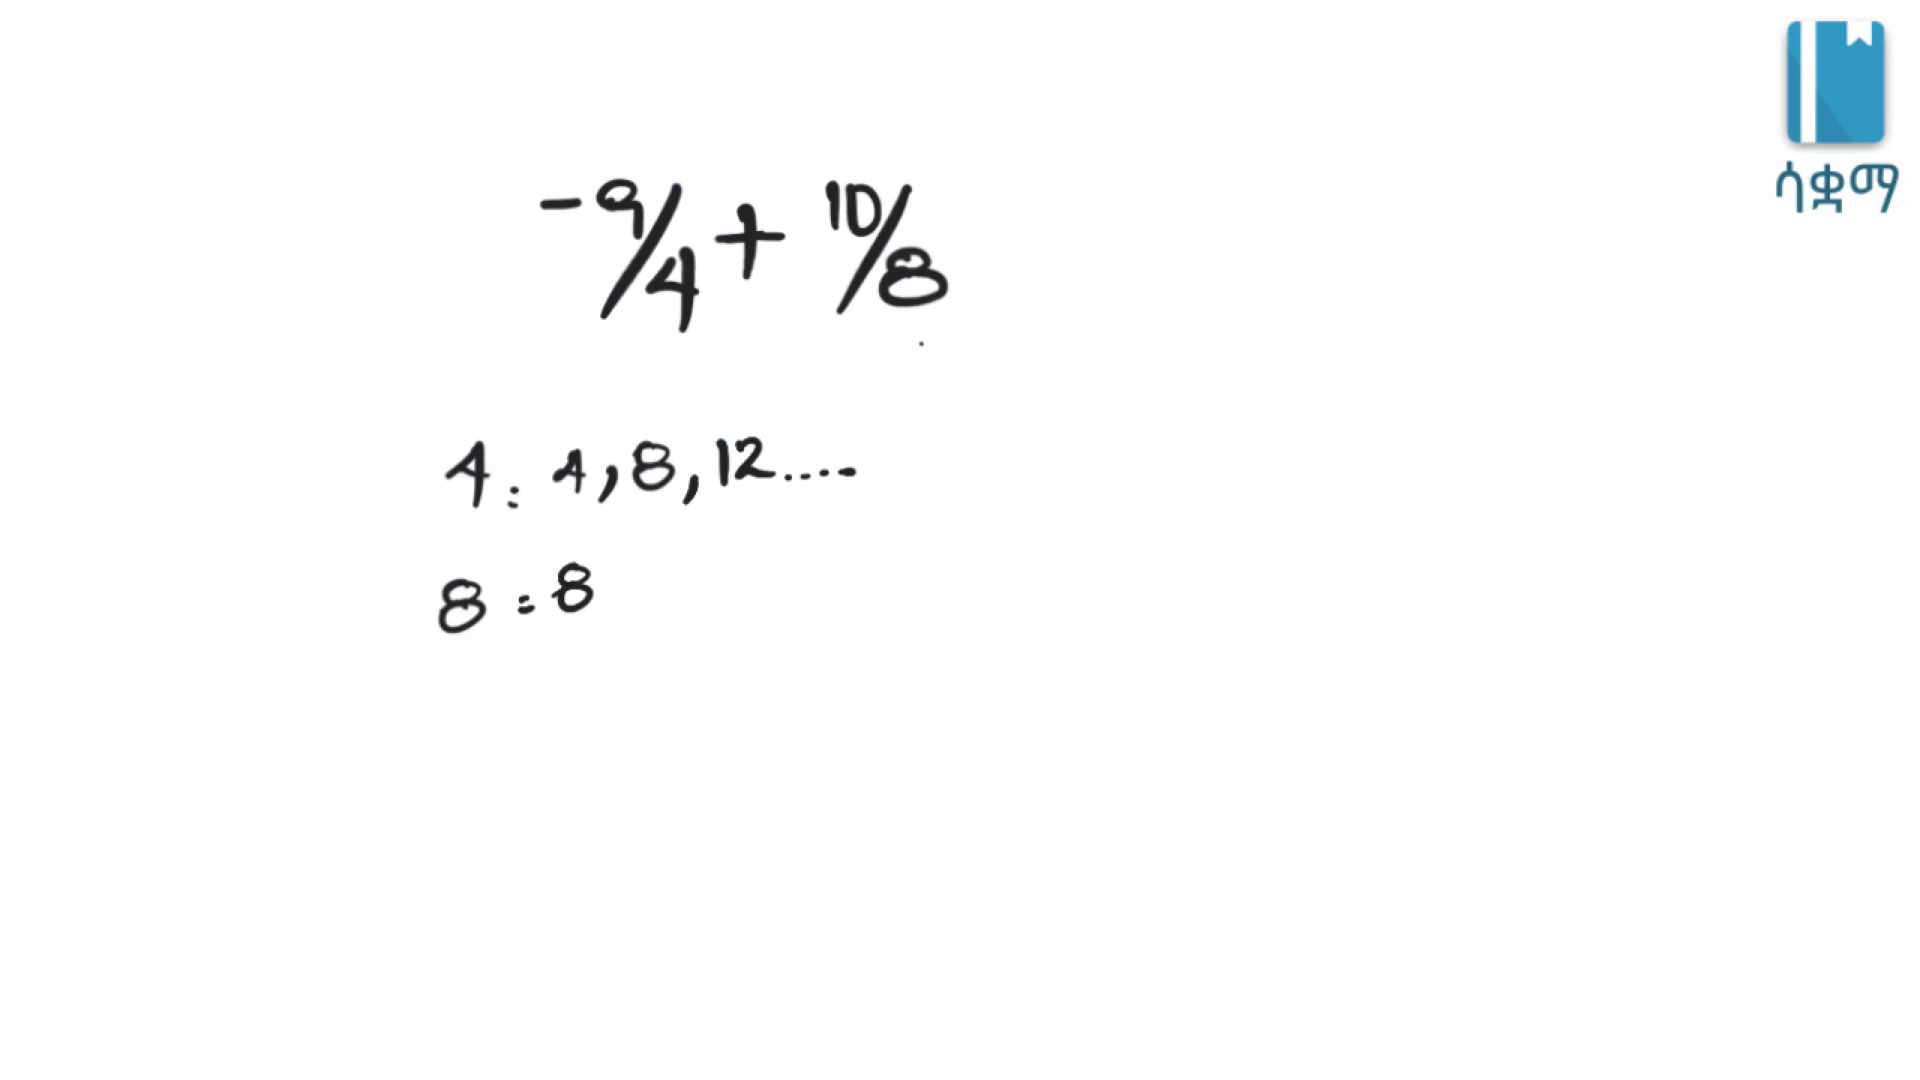 -9/4 + 10/8
4 = 4, 8, 12....
8 = 8
ሳቋማ